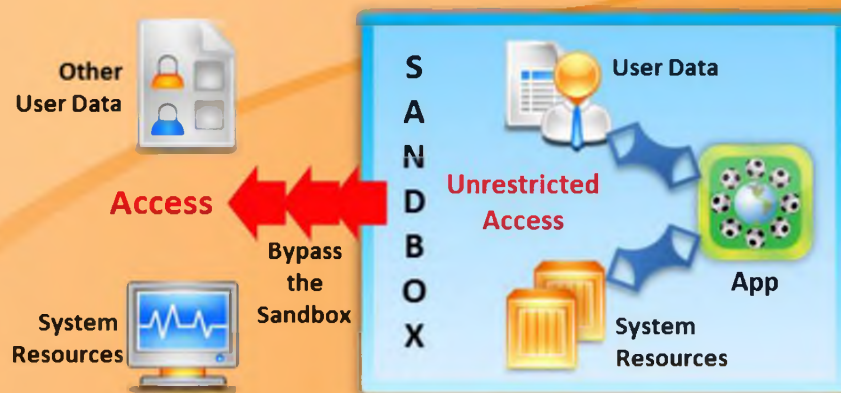 Other
User Data
Access
Bypass
the
Sandbox
System
Resources
S
A
N
D
B
O
X
User Data
Unrestricted
Access
App
System
Resources